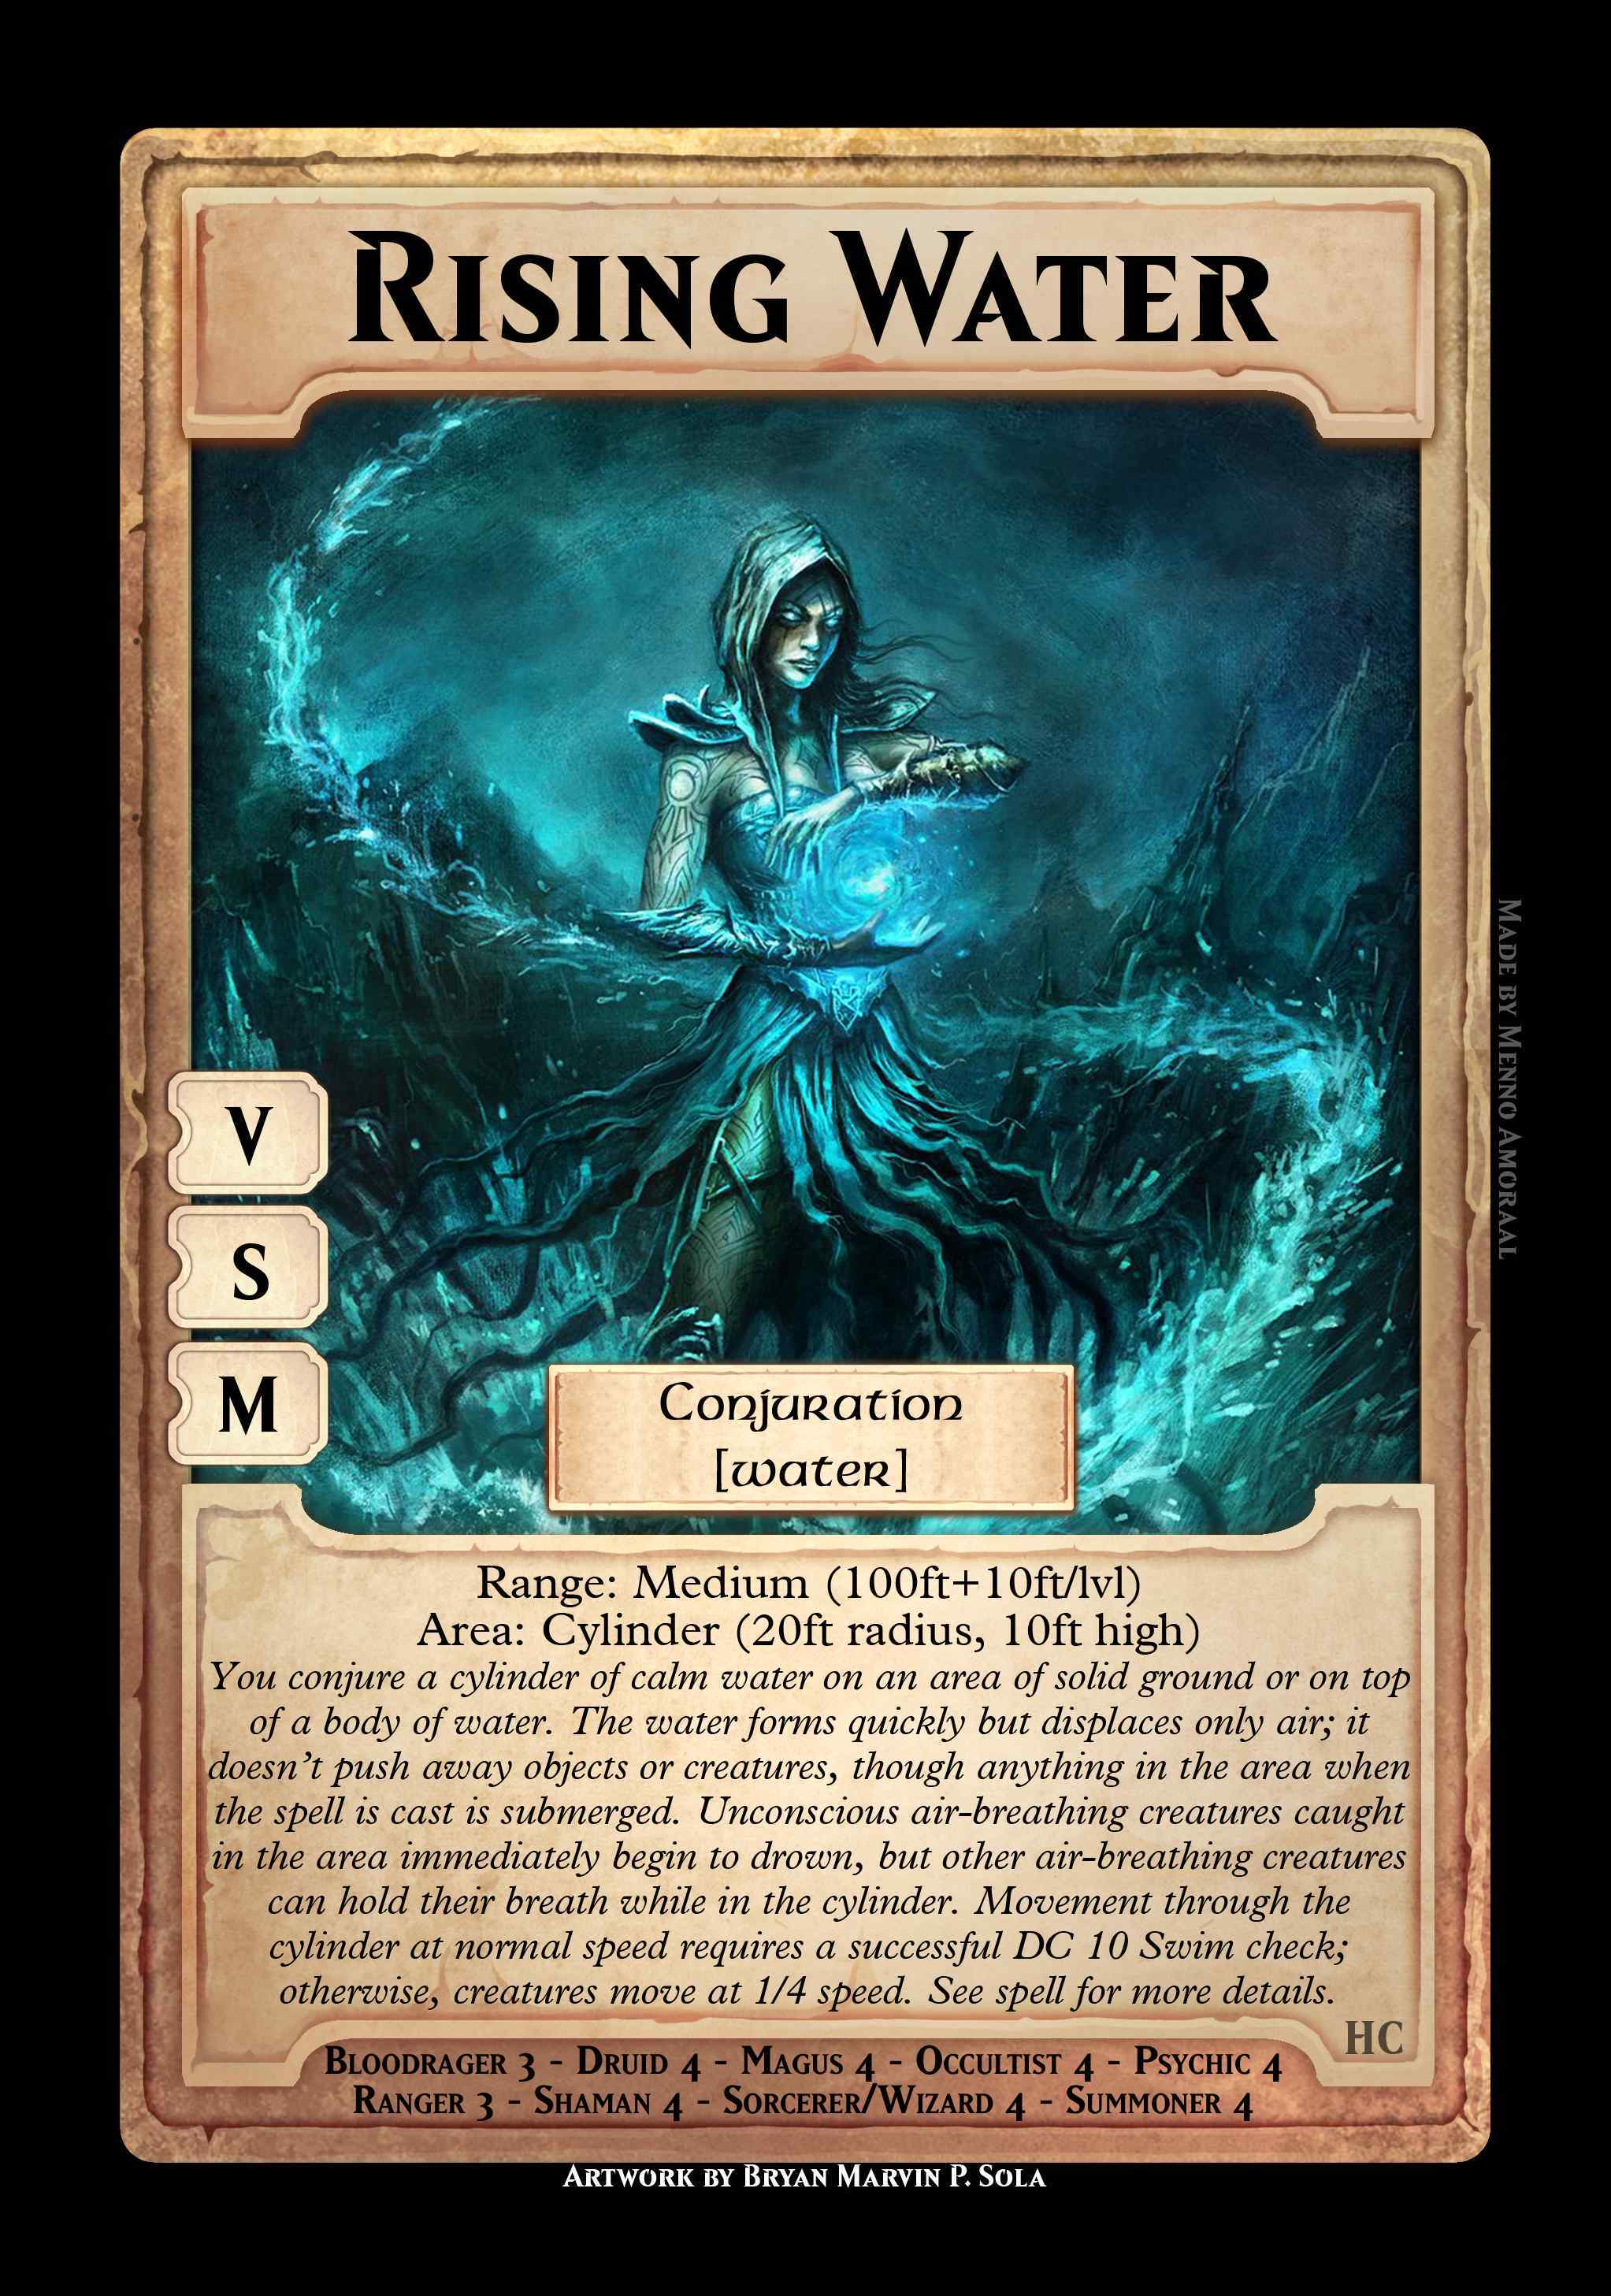 Rising Water
V
S
M
Conjuration
[water]
Range: Medium (100ft+10ft/lvl)
Area: Cylinder (20ft radius, 10ft high)
You conjure a cylinder of calm water on an area of solid ground or on top
of a body of water. The water forms quickly but displaces only air; it
doesn't push away objects or creatures, though anything in the area when
the spell is cast is submerged. Unconscious air-breathing creatures caught
in the area immediately begin to drown, but other air-breathing creatures
can hold their breath while in the cylinder. Movement through the
cylinder at normal speed requires a successful DC 10 Swim check;
otherwise, creatures move at 1/4 speed. See spell for more details.
HC
Bloodrager 3 - Druid 4 - Magus 4 - Occultist 4 - Psychic 4
Ranger 3 - Shaman 4 - Sorcerer/Wizard 4 - Summoner 4
Artwork by Bryan Marvin P. Sola
Made by Menno Amoraal